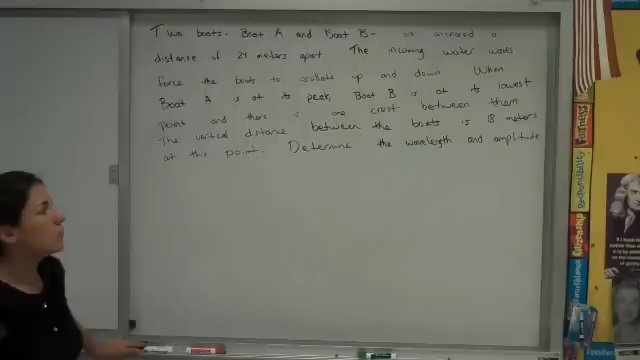 Two boats - Boat A and Boat B - are anchored a
distance of 24 meters apart The incoming water waves
force the boats to oscillate up and down When
Boat A is at its peak, Boat B is at its lowest
point and there is one crest between them
The vertical distance between the boats is 18 meters
at this point. Determine the wavelength and amplitude
Fairness
Responsibility
Citizenship